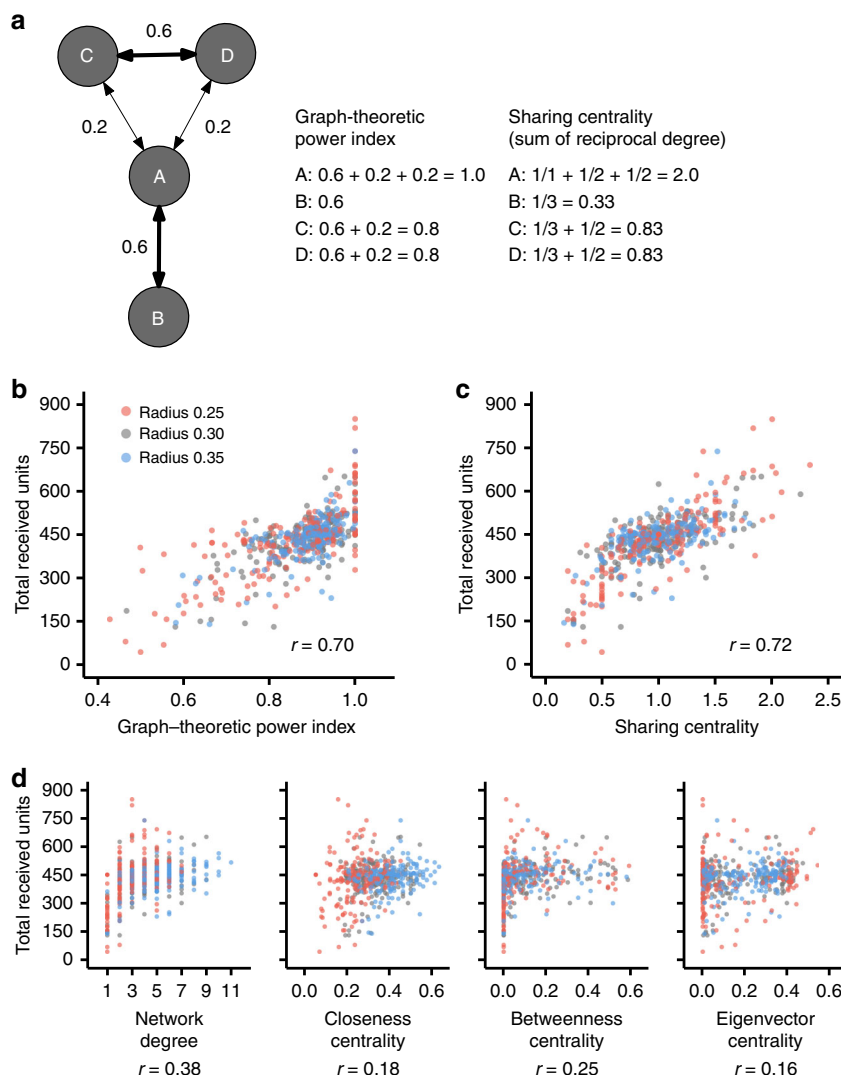 a
0.6
C
D
0.2
0.2
A
0.6
B
Graph-theoretic
power index
A: 0.6 + 0.2 + 0.2 = 1.0
B: 0.6
C: 0.6 + 0.2 = 0.8
D: 0.6 + 0.2 = 0.8
Sharing centrality
(sum of reciprocal degree)
A: 1/1 + 1/2 + 1/2 = 2.0
B: 1/3 = 0.33
C: 1/3 + 1/2 = 0.83
D: 1/3 + 1/2 = 0.83
b
Total received units
900
750
600
450
300
150
0
Radius 0.25
Radius 0.30
Radius 0.35
r = 0.70
0.4 0.6 0.8 1.0
Graph–theoretic power index
c
Total received units
900
750
600
450
300
150
0
r = 0.72
0.0 0.5 1.0 1.5 2.0 2.5
Sharing centrality
d
Total received units
900
750
600
450
300
150
0
1 3 5 7 9 11
Network
degree
r = 0.38
0.0 0.2 0.4 0.6
Closeness
centrality
r = 0.18
0.0 0.2 0.4 0.6
Betweenness
centrality
r = 0.25
0.0 0.2 0.4 0.6
Eigenvector
centrality
r = 0.16